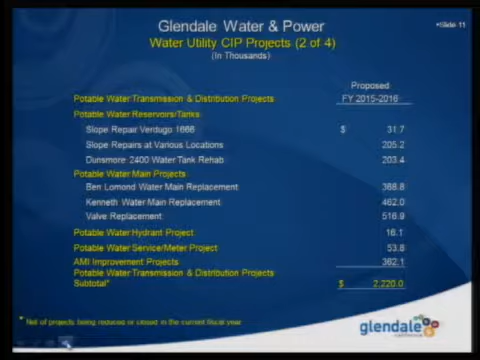 Glendale Water & Power
•Slide 11
Water Utility CIP Projects (2 of 4)
(In Thousands)
Proposed
Potable Water Transmission & Distribution Projects FY 2015-2016
Potable Water Reservoirs/Tanks
Slope Repair Verdugo 1666 $ 31.7
Slope Repairs at Various Locations 205.2
Dunsmore 2400 Water Tank Rehab 203.4
Potable Water Main Projects
Ben Lomond Water Main Replacement 368.8
Kenneth Water Main Replacement 462.0
Valve Replacement 516.9
Potable Water Hydrant Project 16.1
Potable Water Service/Meter Project 53.8
AMI Improvement Projects 362.1
Potable Water Transmission & Distribution Projects
Subtotal* $ 2,220.0
* Net of projects being reduced or closed in the current fiscal year
glendale
california